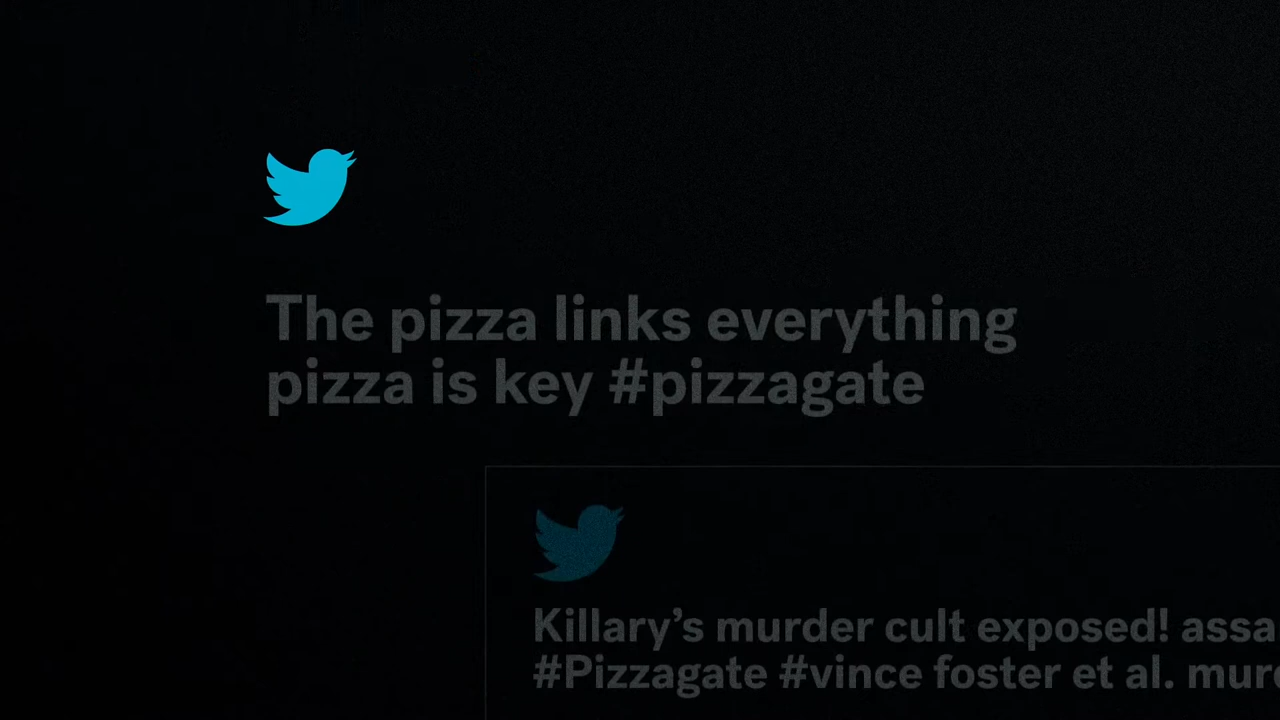 The pizza links everything
pizza is key #pizzagate
Killary’s murder cult exposed!
#Pizzagate #vince foster et al.